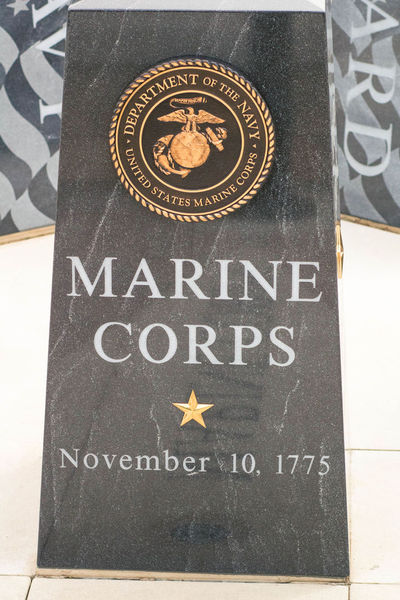 DEPARTMENT OF THE NAVY
UNITED STATES MARINE CORPS
MARINE
CORPS
November 10, 1775